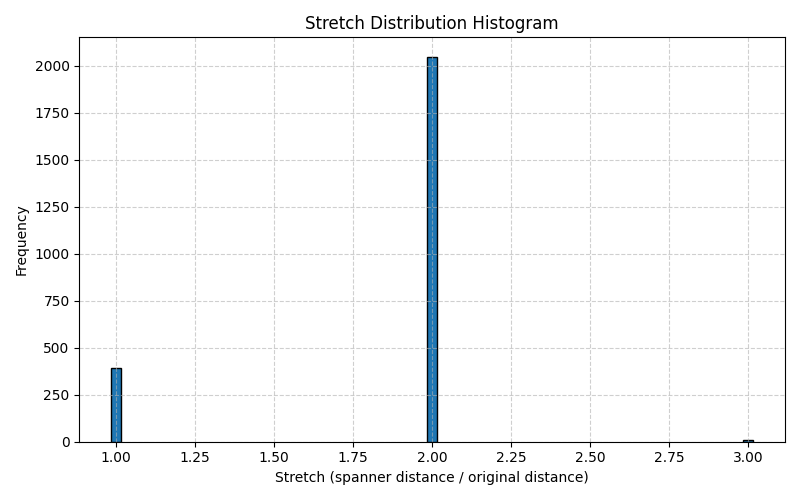 Stretch Distribution Histogram
Frequency
2000
1750
1500
1250
1000
750
500
250
0
1.00 1.25 1.50 1.75 2.00 2.25 2.50 2.75 3.00
Stretch (spanner distance / original distance)